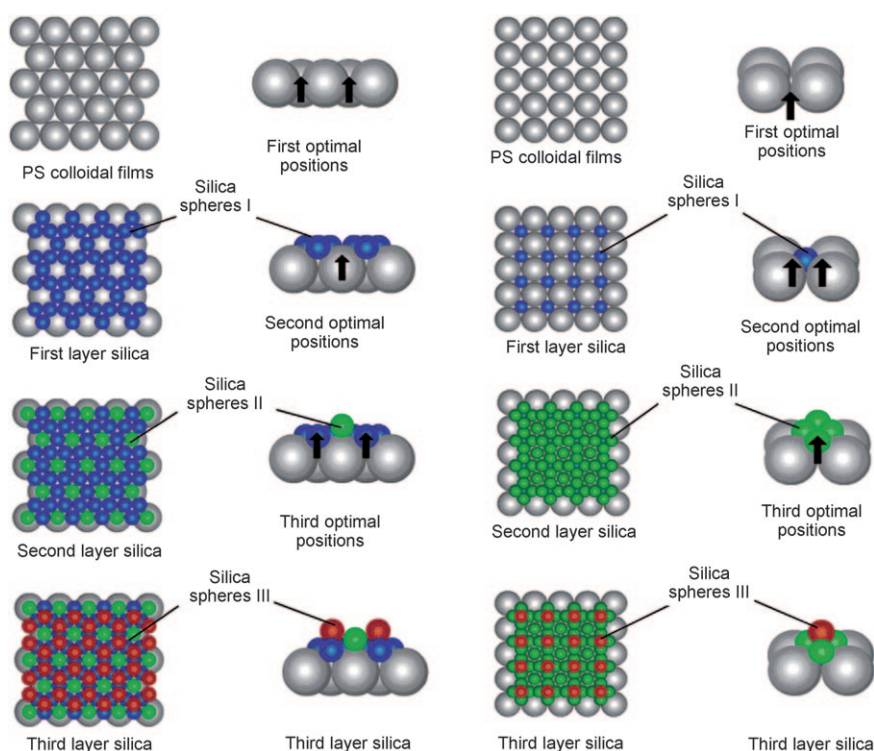 PS colloidal films
First optimal
positions
Silica
spheres I
First layer silica
Second optimal
positions
Silica
spheres II
Second layer silica
Third optimal
positions
Silica
spheres III
Third layer silica
Third layer silica
PS colloidal films
First optimal
positions
Silica
spheres I
First layer silica
Second optimal
positions
Silica
spheres II
Second layer silica
Third optimal
positions
Silica
spheres III
Third layer silica
Third layer silica